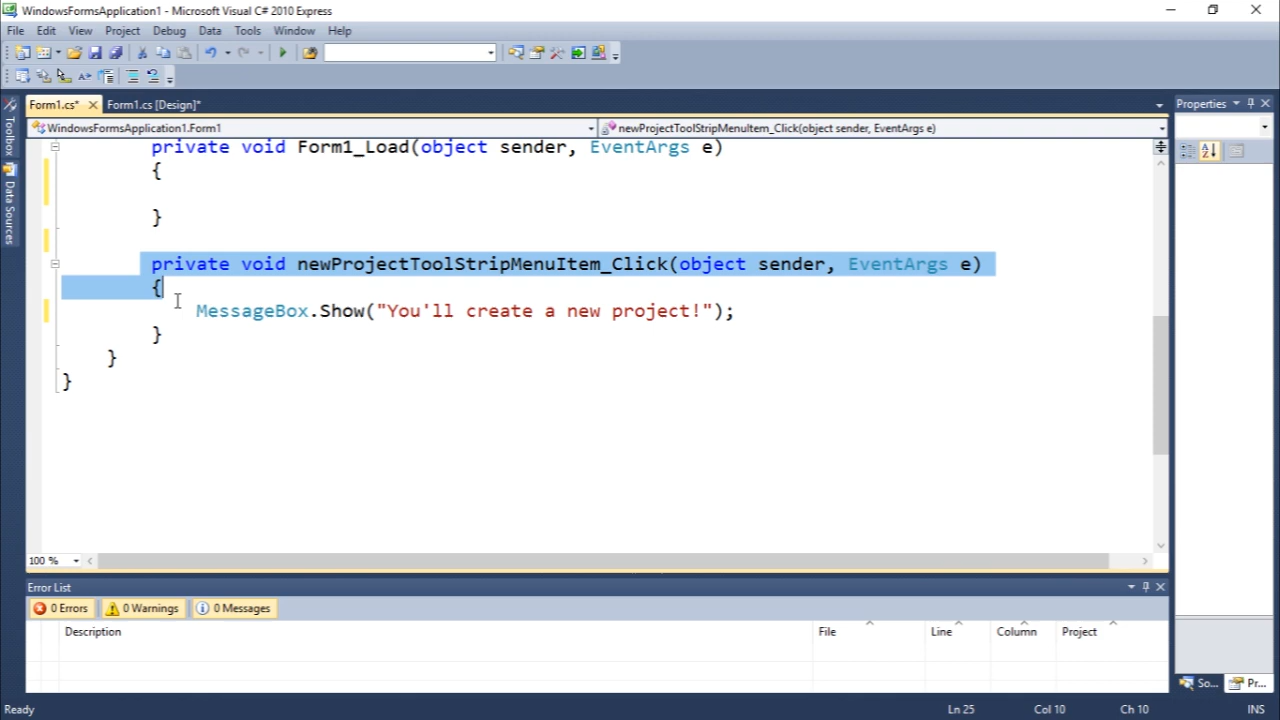 WindowsFormsApplication1 - Microsoft Visual C# 2010 Express
File Edit View Project Debug Data Tools Window Help
Form1.cs* Form1.cs [Design]*
Properties
WindowsFormsApplication1.Form1 newProjectToolStripMenuItem_Click(object sender, EventArgs e)
Toolbox
Data Sources
private void Form1_Load(object sender, EventArgs e)
{
}
private void newProjectToolStripMenuItem_Click(object sender, EventArgs e)
{
MessageBox.Show("You'll create a new project!");
}
}
}
100 %
Error List
0 Errors 0 Warnings 0 Messages
Description File Line Column Project
So... Pr...
Ready Ln 25 Col 10 Ch 10 INS